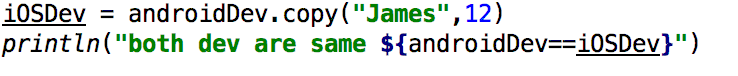 iOSDev = androidDev.copy("James",12)
println("both dev are same ${androidDev==iOSDev}")